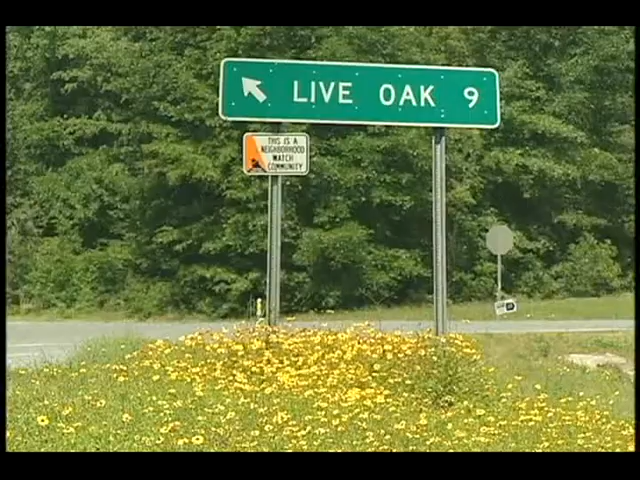 LIVE OAK 9
THIS IS A
NEIGHBORHOOD
WATCH
COMMUNITY